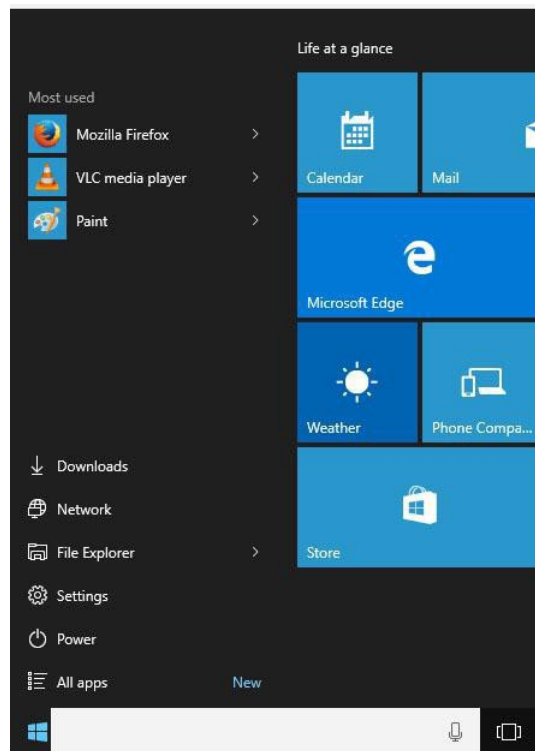 Life at a glance
Most used
Mozilla Firefox
VLC media player
Paint
Calendar
Mail
Microsoft Edge
Weather
Phone Compa...
Store
Downloads
Network
File Explorer
Settings
Power
All apps New